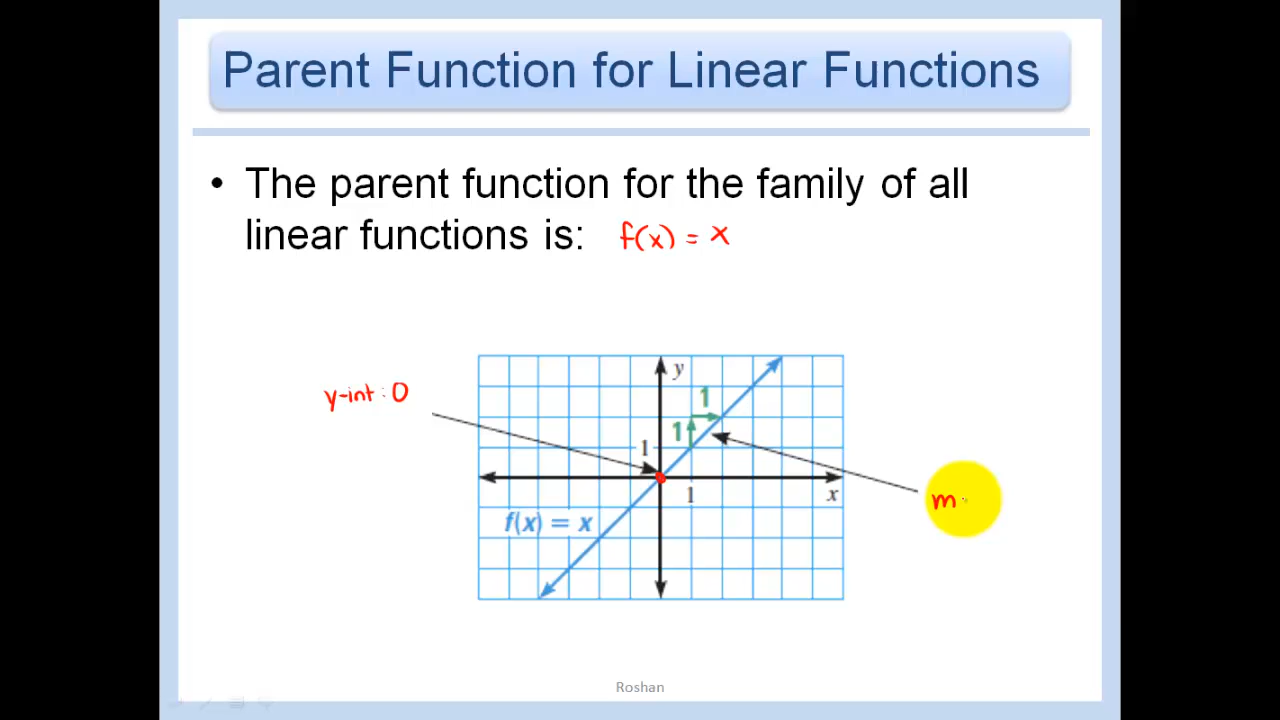 Parent Function for Linear Functions
• The parent function for the family of all
linear functions is: f(x) = x
y-int: 0
y
1
1
1
1
x
m
f(x) = x
Roshan